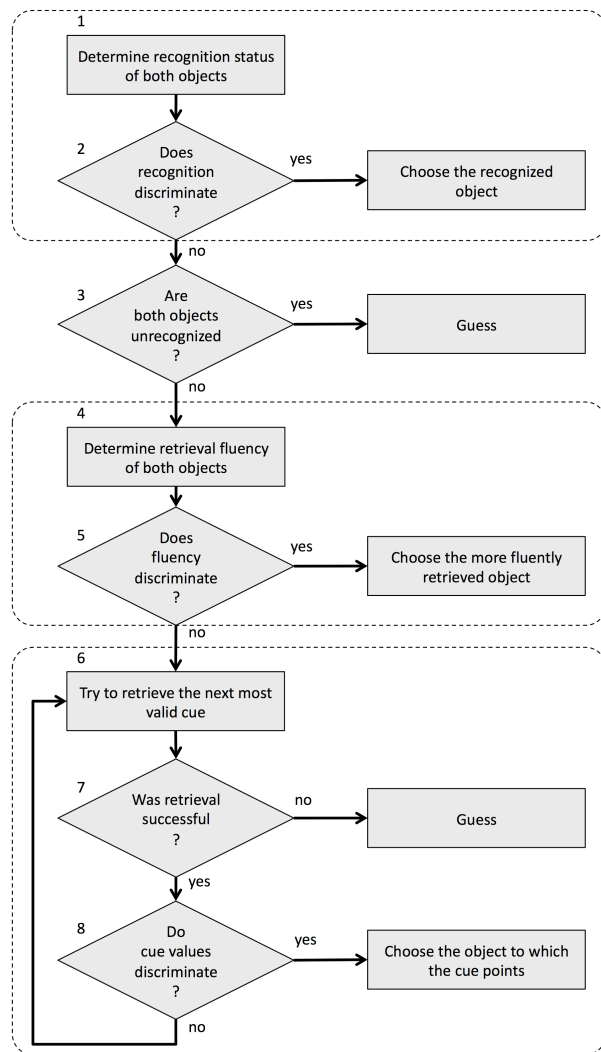 1
Determine recognition status
of both objects
2
Does
recognition
discriminate
?
yes
Choose the recognized
object
no
3
Are
both objects
unrecognized
?
yes
Guess
no
4
Determine retrieval fluency
of both objects
5
Does
fluency
discriminate
?
yes
Choose the more fluently
retrieved object
no
6
Try to retrieve the next most
valid cue
7
Was retrieval
successful
?
no
Guess
yes
8
Do
cue values
discriminate
?
yes
Choose the object to which
the cue points
no